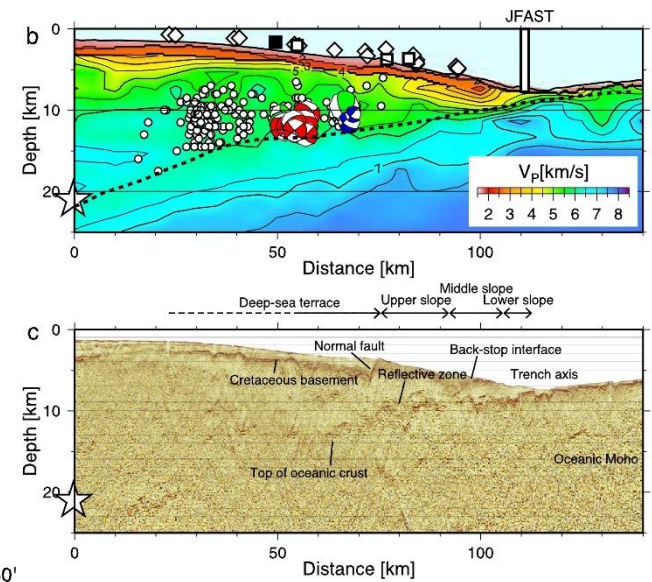 JFAST
b
0
10
20
Depth [km]
5
3
4
7
V_P[km/s]
2 3 4 5 6 7 8
0 50 100
Distance [km]
Middle slope
Deep-sea terrace Upper slope Lower slope
c
0
10
20
Depth [km]
Normal fault
Back-stop interface
Cretaceous basement
Reflective zone
Trench axis
Top of oceanic crust
Oceanic Moho
0 50 100
Distance [km]
0'